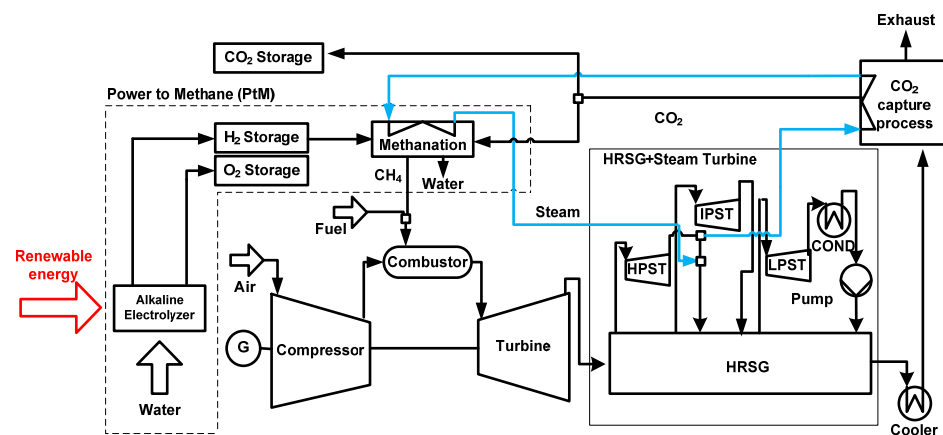 Exhaust
CO2 Storage
CO2
capture
process
Power to Methane (PtM)
CO2
H2 Storage
Methanation
O2 Storage
HRSG+Steam Turbine
CH4
Water
IPST
Steam
Fuel
COND
Renewable
energy
Combustor
HPST
LPST
Air
Pump
Alkaline
Electrolyzer
G
Compressor
Turbine
HRSG
Water
Cooler